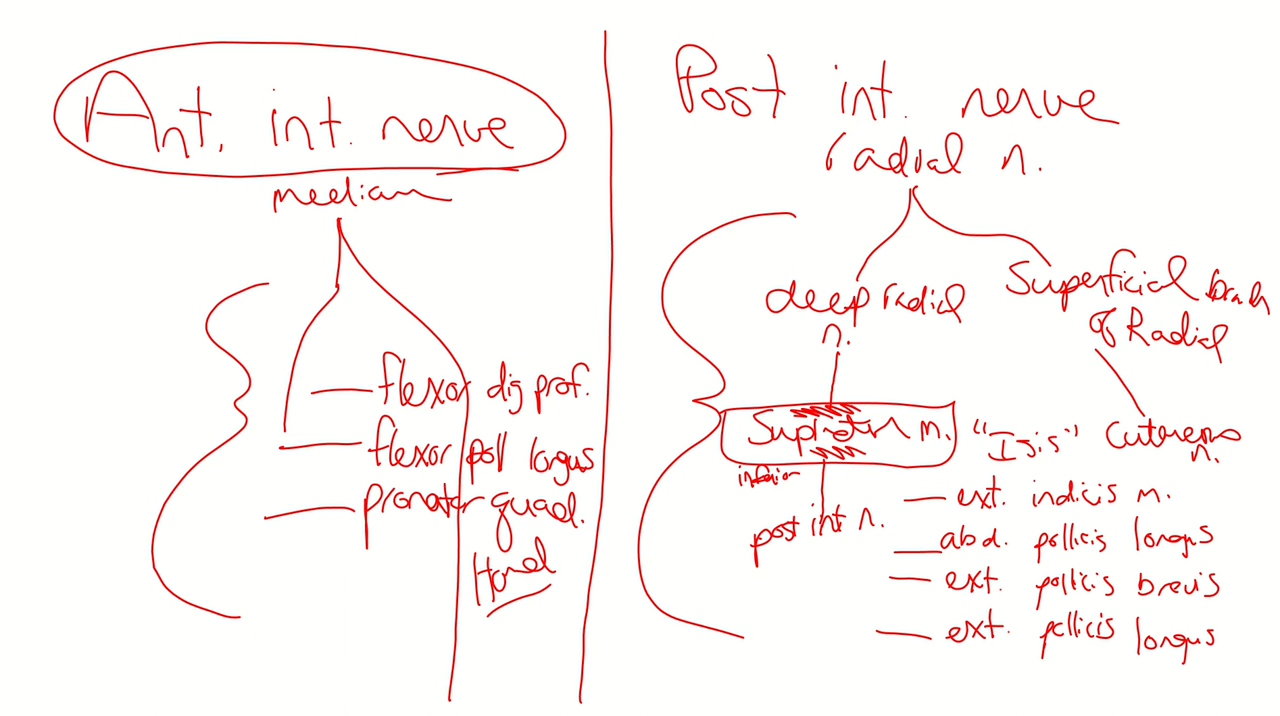 Ant. int. nerve
median
flexor dig prof.
flexor poll longus
pronator quad.
Hand
Post int nerve
radial n.
deep radial
n.
Superficial branch
of Radial
Supinator m.
inferior
post int n.
"Isis"
Cutaneous
n.
ext. indicis m.
abd. pollicis longus
ext. pollicis brevis
ext. pollicis longus